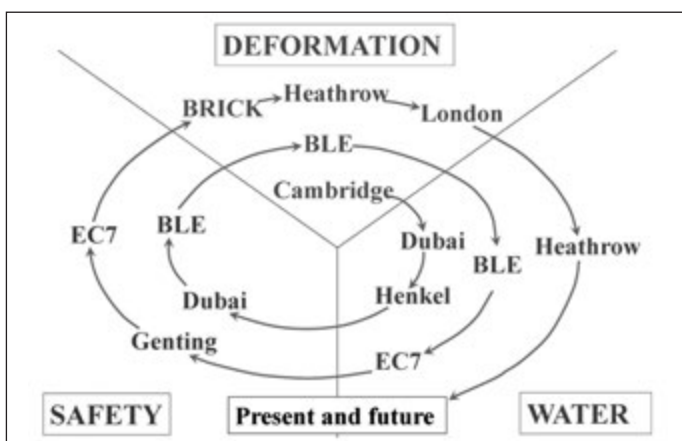 DEFORMATION
BRICK Heathrow London
BLE
Cambridge
EC7 BLE Dubai BLE Heathrow
Dubai Henkel
Genting EC7
SAFETY Present and future WATER